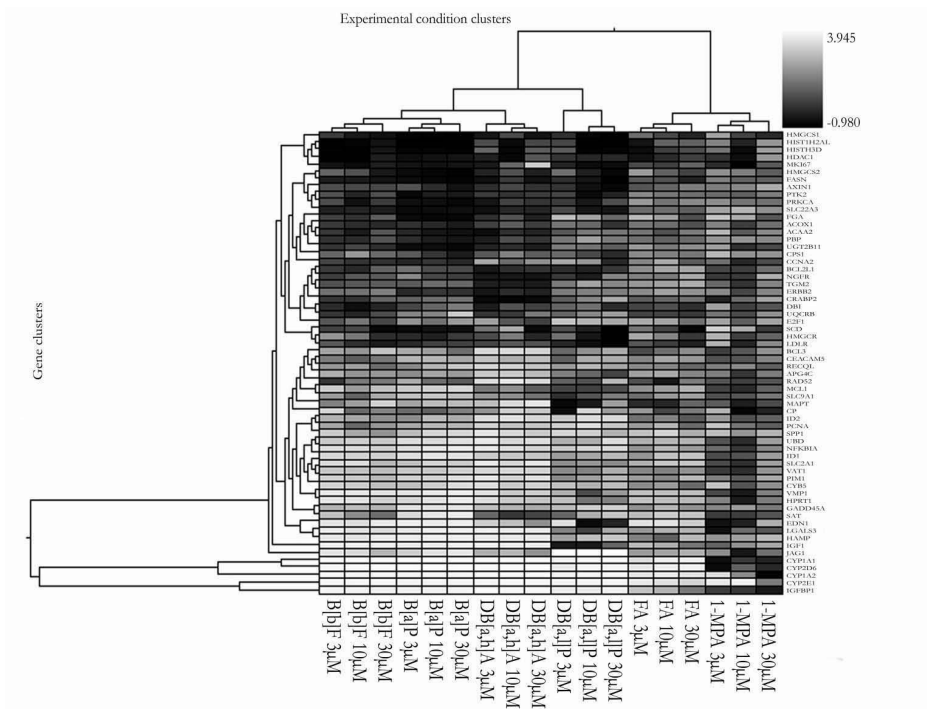 Experimental condition clusters
3.945
-0.980
Gene clusters
HMGCS1
HIST1H2AL
HISTH3D
HDAC1
MKI67
HMGCS2
FASN
AXIN1
PTK2
PRKCA
SLC22A3
FGA
ACOX1
ACAA2
PBP
UGT2B11
CPS1
CCNA2
BCL2L1
NGFR
TGM2
ERBB2
CRABP2
DBI
UQCRB
E2F1
SCD
HMGCR
LDLR
BCL3
CEACAM5
RECQL
APG4C
RAD52
MCL1
SLC9A1
MAPT
CP
ID2
PCNA
SPP1
UBD
NFKBIA
ID1
SLC2A1
VAT1
PIM1
CYB5
VMP1
HPRT1
GADD45A
SAT
EDN1
LGALS3
HAMP
IGF1
JAG1
CYP1A1
CYP2D6
CYP1A2
CYP2E1
IGFBP1
B[b]F 3µM
B[b]F 10µM
B[b]F 30µM
B[a]P 3µM
B[a]P 10µM
B[a]P 30µM
DB[a,h]A 3µM
DB[a,h]A 10µM
DB[a,h]A 30µM
DB[a,l]P 3µM
DB[a,l]P 10µM
DB[a,l]P 30µM
FA 3µM
FA 10µM
FA 30µM
1-MPA 3µM
1-MPA 10µM
1-MPA 30µM